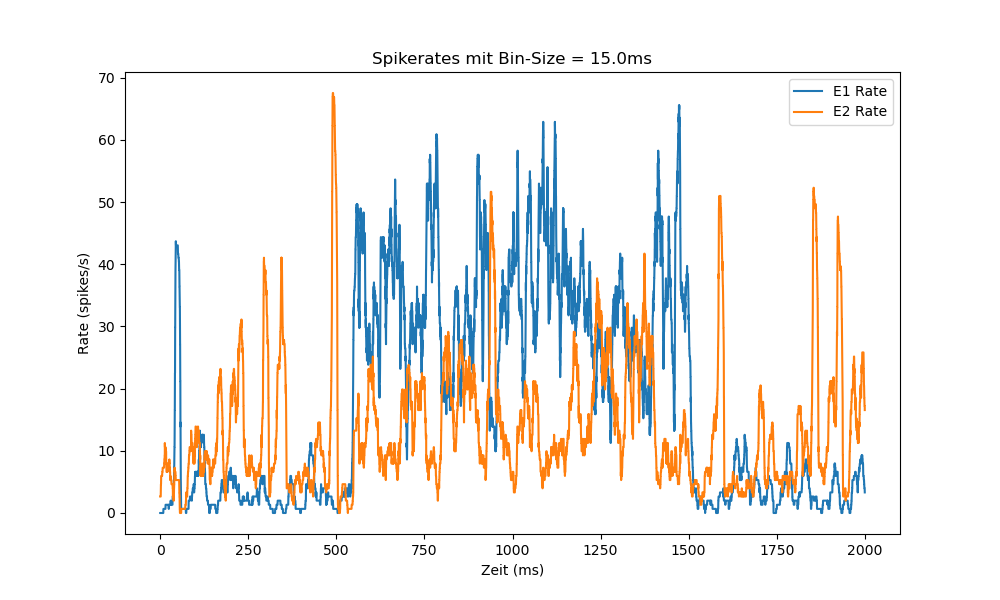 Spikerates mit Bin-Size = 15.0ms
E1 Rate
E2 Rate
Rate (spikes/s)
70
60
50
40
30
20
10
0
0 250 500 750 1000 1250 1500 1750 2000
Zeit (ms)